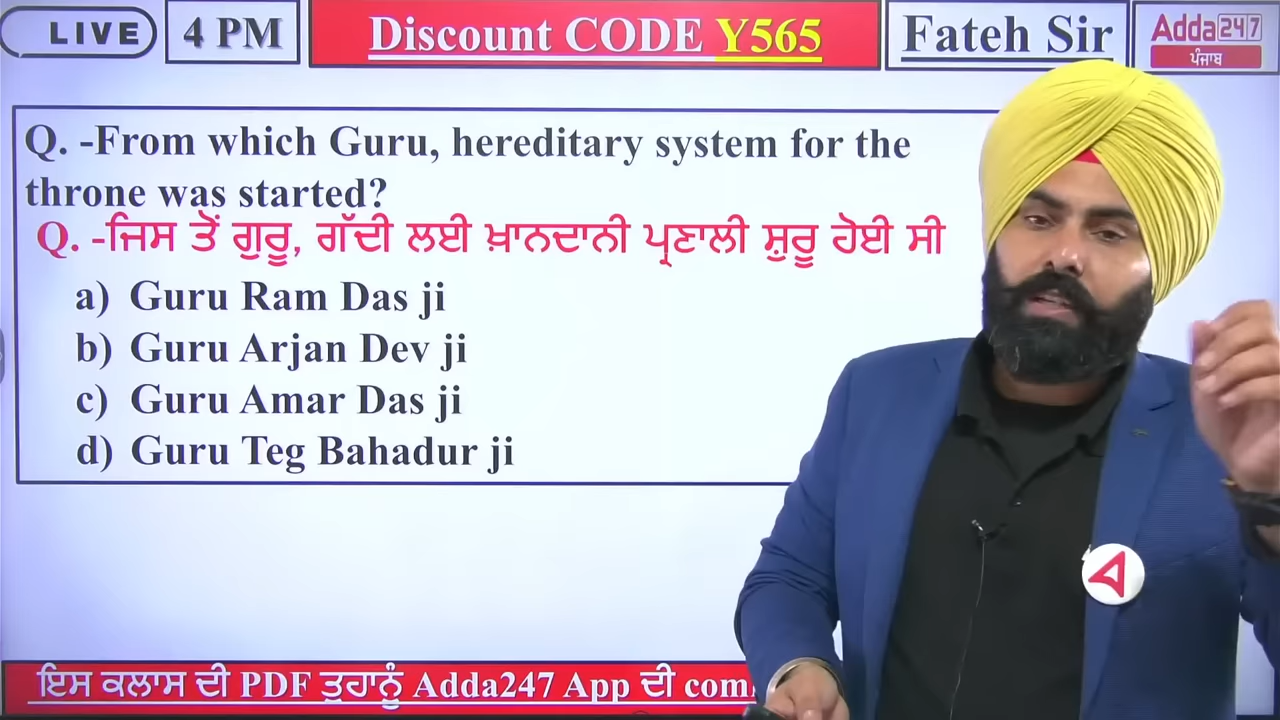 LIVE
4 PM
Discount CODE Y565
Fateh Sir
Adda247
ਪੰਜਾਬ
Q. -From which Guru, hereditary system for the
throne was started?
Q. -ਜਿਸ ਤੋਂ ਗੁਰੂ, ਗੱਦੀ ਲਈ ਖ਼ਾਨਦਾਨੀ ਪ੍ਰਣਾਲੀ ਸ਼ੁਰੂ ਹੋਈ ਸੀ
a) Guru Ram Das ji
b) Guru Arjan Dev ji
c) Guru Amar Das ji
d) Guru Teg Bahadur ji
ਇਸ ਕਲਾਸ ਦੀ PDF ਤੁਹਾਨੂੰ Adda247 App ਦੀ com